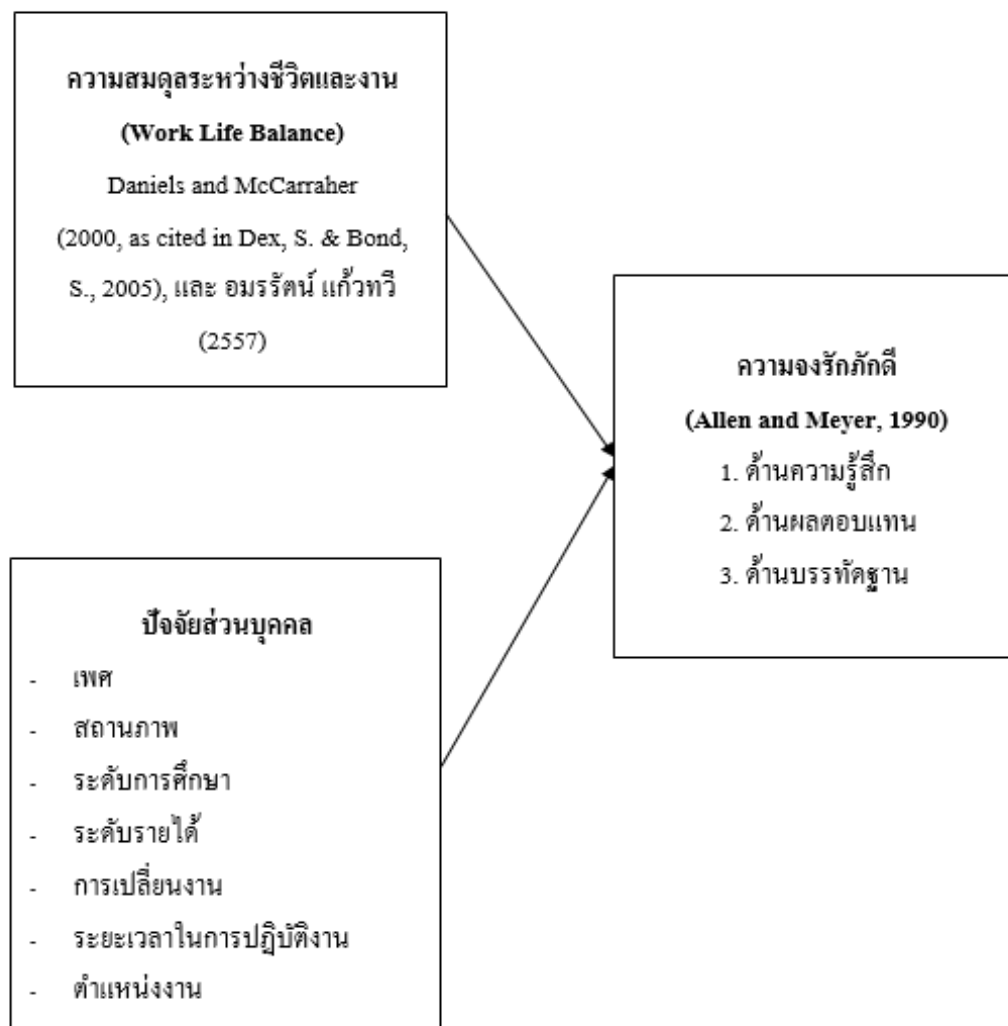 ความสมดุลระหว่างชีวิตและงาน
(Work Life Balance)
Daniels and McCarraher
(2000, as cited in Dex, S. & Bond,
S., 2005), และ อมรรัตน์ แก้วทวี
(2557)
ความจงรักภักดี
(Allen and Meyer, 1990)
1. ด้านความรู้สึก
2. ด้านผลตอบแทน
3. ด้านบรรทัดฐาน
ปัจจัยส่วนบุคคล
- เพศ
- สถานภาพ
- ระดับการศึกษา
- ระดับรายได้
- การเปลี่ยนงาน
- ระยะเวลาในการปฏิบัติงาน
- ตำแหน่งงาน